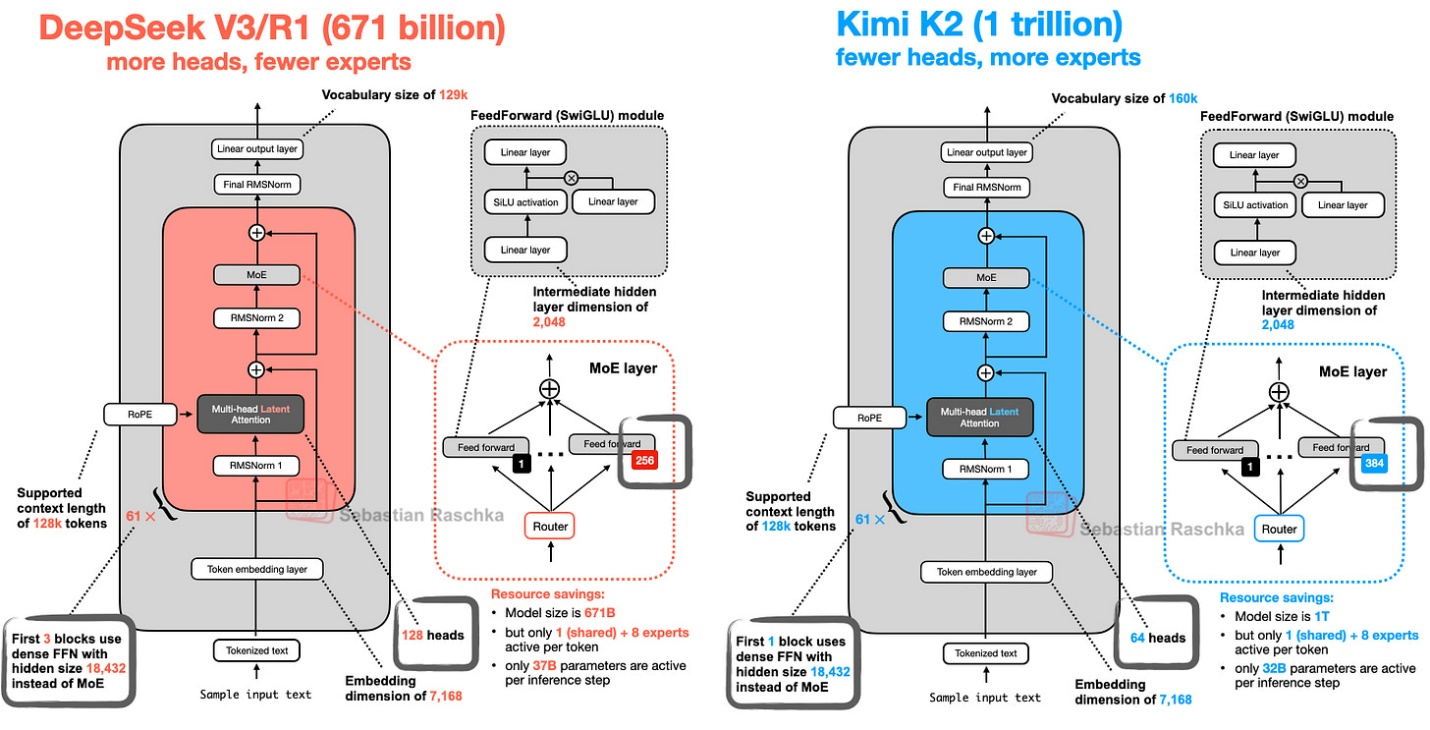 DeepSeek V3/R1 (671 billion)
more heads, fewer experts
Vocabulary size of 129k
FeedForward (SwiGLU) module
Linear output layer
Final RMSNorm
Linear layer
SiLU activation
Linear layer
Linear layer
Intermediate hidden
layer dimension of
2,048
MoE
RMSNorm 2
MoE layer
RoPE
Multi-head Latent
Attention
Feed forward
1
Feed forward
256
RMSNorm 1
Supported
context length
of 128k tokens
61 ×
Sebastian Raschka
Router
Token embedding layer
First 3 blocks use
dense FFN with
hidden size 18,432
instead of MoE
Tokenized text
Sample input text
128 heads
Embedding
dimension of 7,168
Resource savings:
• Model size is 671B
• but only 1 (shared) + 8 experts
active per token
• only 37B parameters are active
per inference step
Kimi K2 (1 trillion)
fewer heads, more experts
Vocabulary size of 160k
FeedForward (SwiGLU) module
Linear output layer
Final RMSNorm
Linear layer
SiLU activation
Linear layer
Linear layer
Intermediate hidden
layer dimension of
2,048
MoE
RMSNorm 2
MoE layer
RoPE
Multi-head Latent
Attention
Feed forward
1
Feed forward
384
RMSNorm 1
Supported
context length
of 128k tokens
61 ×
Sebastian Raschka
Router
Token embedding layer
First 1 block uses
dense FFN with
hidden size 18,432
instead of MoE
Tokenized text
Sample input text
64 heads
Embedding
dimension of 7,168
Resource savings:
• Model size is 1T
• but only 1 (shared) + 8 experts
active per token
• only 32B parameters are active
per inference step